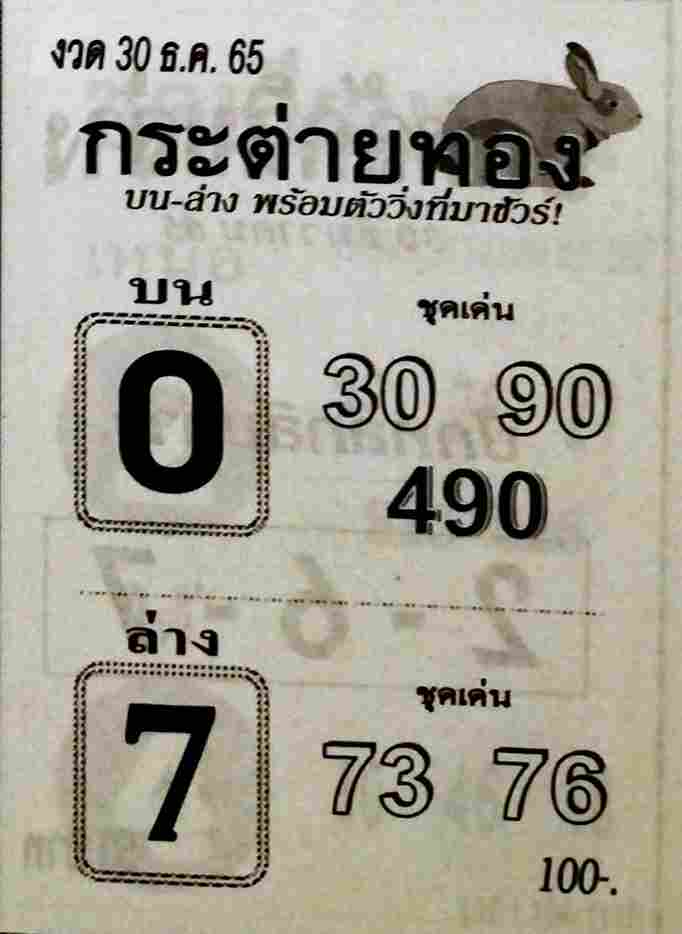 งวด 30 ธ.ค. 65
กระต่ายทอง
บน-ล่าง พร้อมตัววิ่งที่มาชัวร์!
บน
ชุดเด่น
0
30 90
490
ล่าง
ชุดเด่น
7
73 76
100-.